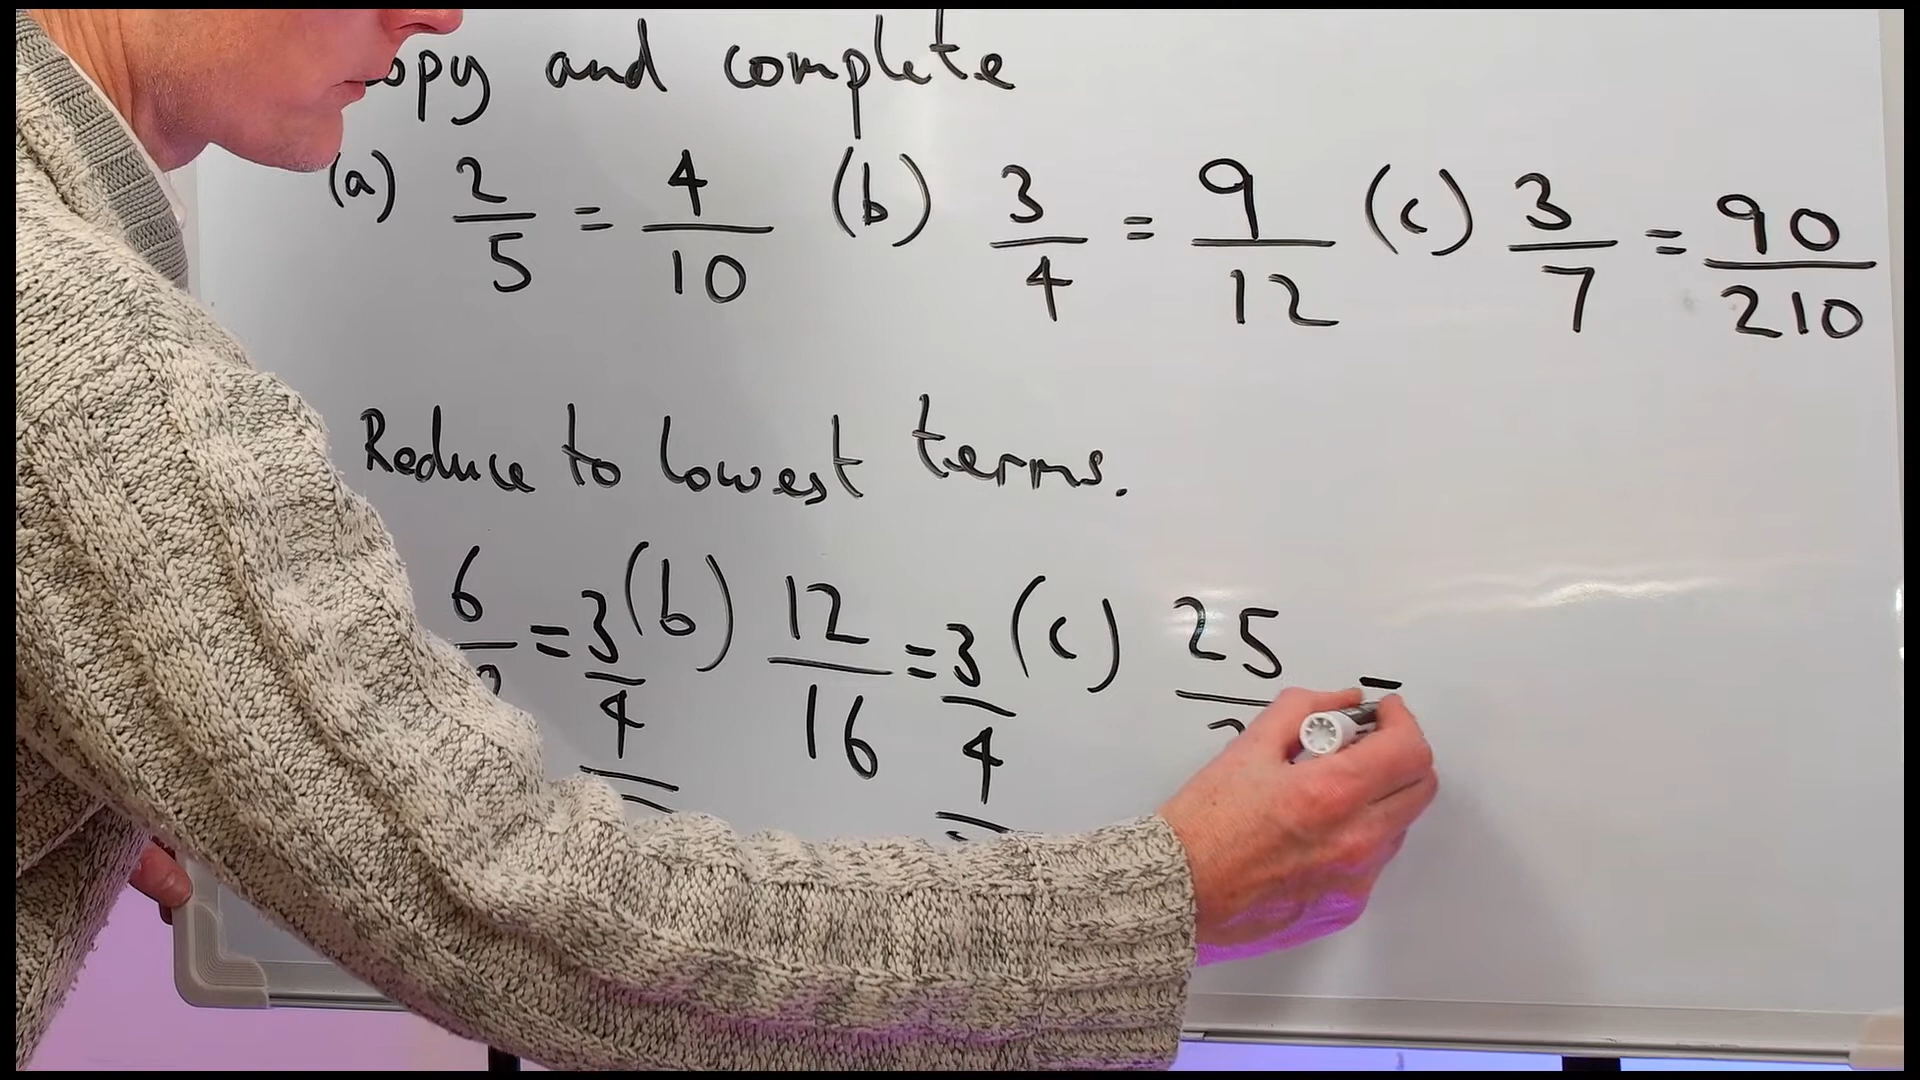 opy and complete
(a) 2/5 = 4/10 (b) 3/4 = 9/12 (c) 3/7 = 90/210
Reduce to lowest terms.
6 = 3/4 (b) 12/16 = 3/4 (c) 25